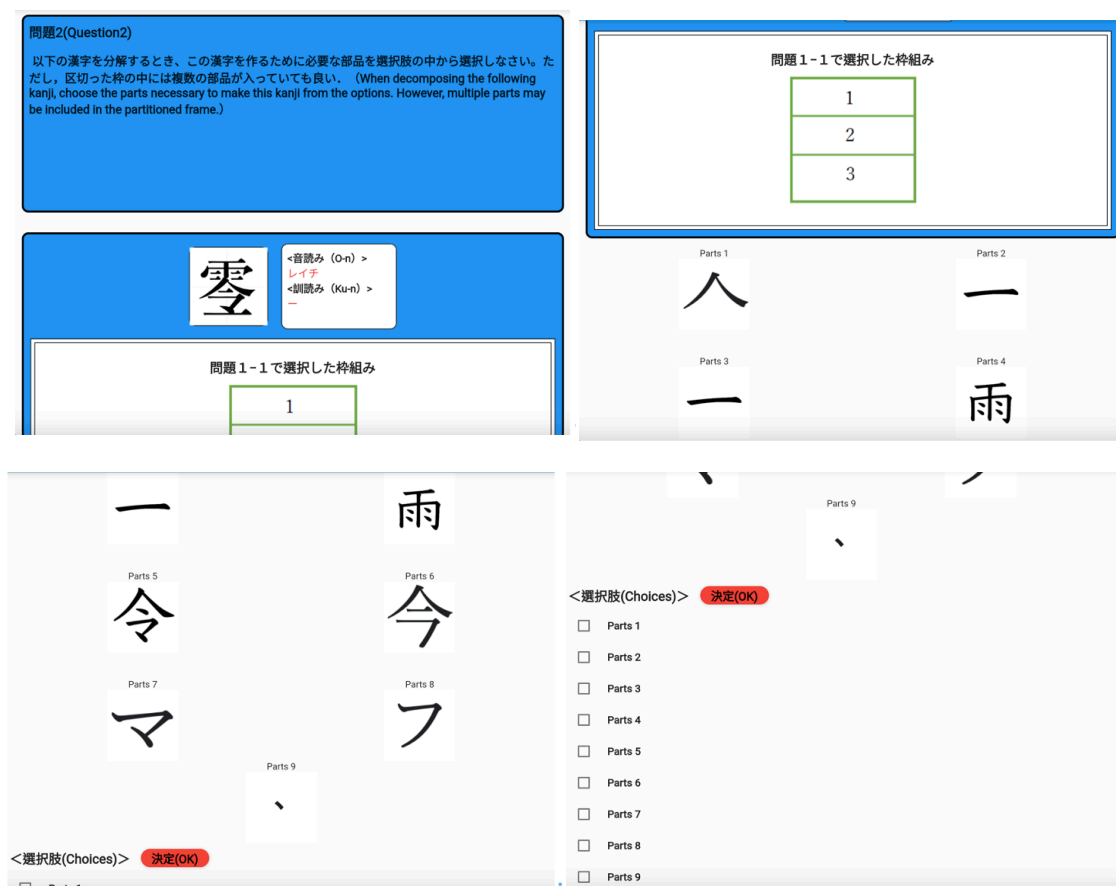 問題2(Question2)
以下の漢字を分解するとき、この漢字を作るために必要な部品を選択肢の中から選択しなさい。た
だし，区切った枠の中には複数の部品が入っていても良い．（When decomposing the following
kanji, choose the parts necessary to make this kanji from the options. However, multiple parts may
be included in the partitioned frame.）
零
<音読み（O-n）>
レイチ
<訓読み（Ku-n）>
ー
問題１−１で選択した枠組み
1
問題１−１で選択した枠組み
1
2
3
Parts 1
Parts 2
人
一
Parts 3
Parts 4
一
雨
一
雨
Parts 5
Parts 6
令
今
Parts 7
Parts 8
マ
フ
Parts 9
、
＜選択肢(Choices)＞
決定(OK)
Parts 9
、
＜選択肢(Choices)＞
決定(OK)
Parts 1
Parts 2
Parts 3
Parts 4
Parts 5
Parts 6
Parts 7
Parts 8
Parts 9